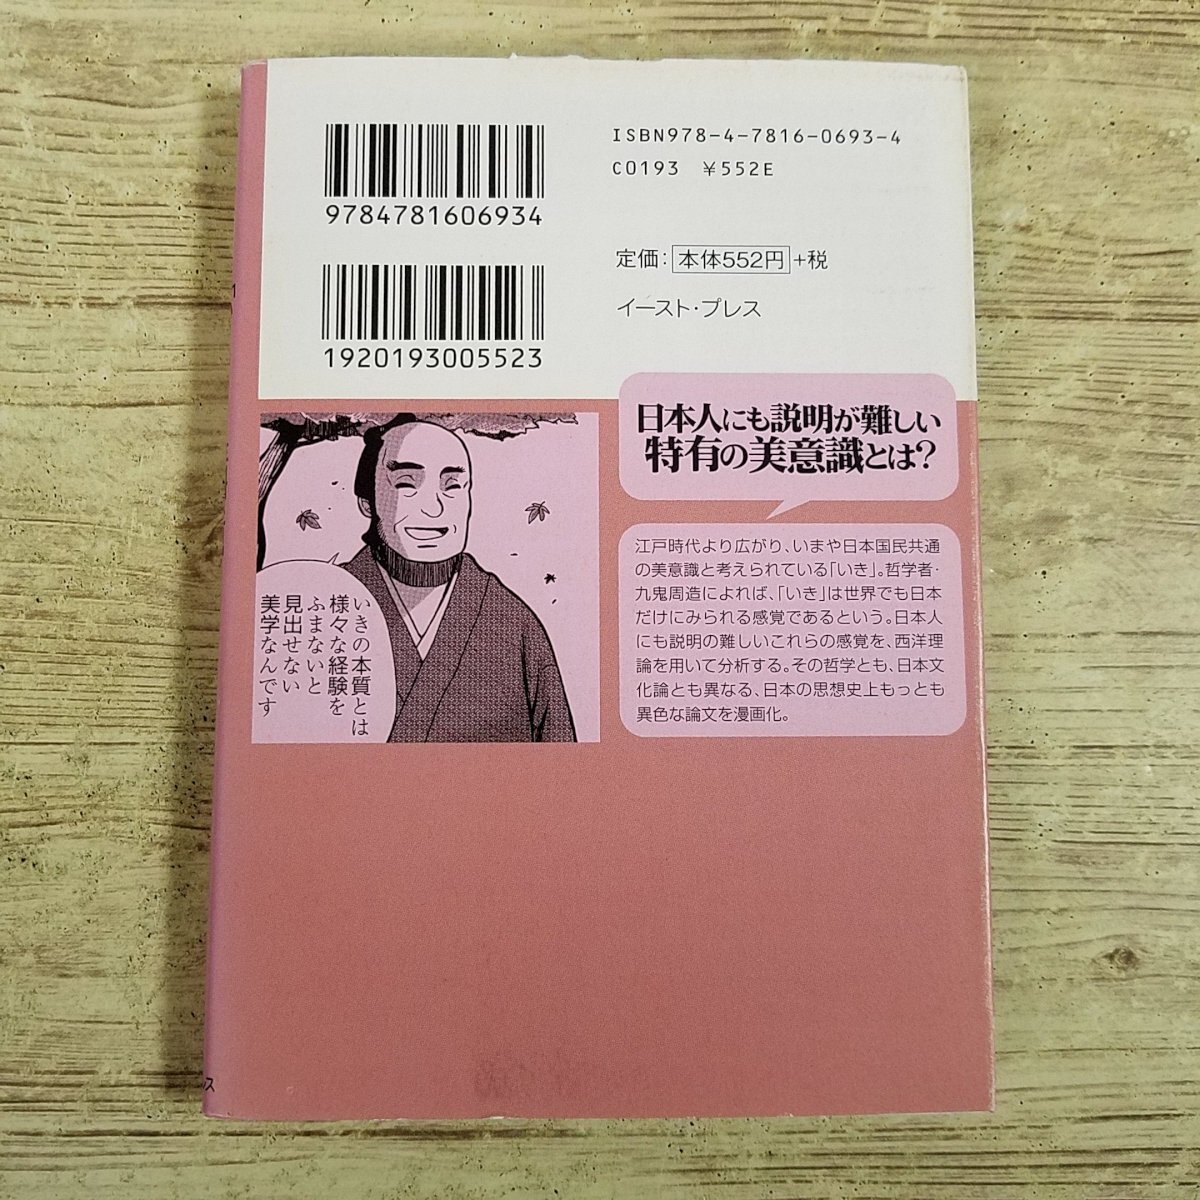 9784781606934
ISBN978-4-7816-0693-4
C0193 ¥552E
1920193005523
定価：本体552円+税
イースト・プレス
日本人にも説明が難しい
特有の美意識とは？
いきの本質とは
様々な経験を
ふまないと
見出せない
美学なんです
江戸時代より広がり、いまや日本国民共通
の美意識と考えられている「いき」。哲学者・
九鬼周造によれば、「いき」は世界でも日本
だけにみられる感覚であるという。日本人
にも説明の難しいこれらの感覚を、西洋理
論を用いて分析する。その哲学とも、日本文
化論とも異なる、日本の思想史上もっとも
異色な論文を漫画化。